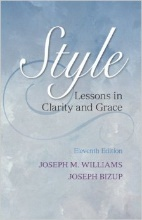 Style
Lessons in
Clarity and Grace
Eleventh Edition
JOSEPH M. WILLIAMS
JOSEPH BIZUP